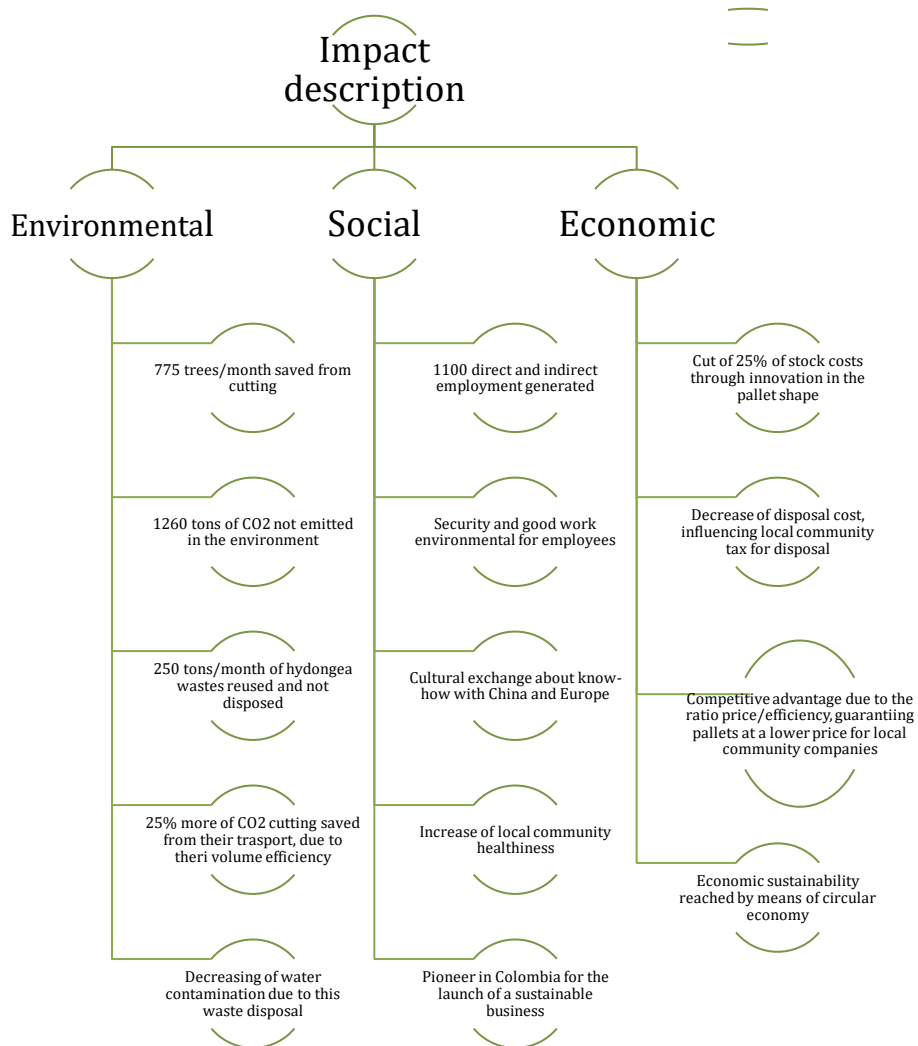 Impact
description
Environmental
Social
Economic
775 trees/month saved from
cutting
1260 tons of CO2 not emitted
in the environment
250 tons/month of hydongea
wastes reused and not
disposed
25% more of CO2 cutting saved
from their trasport, due to
theri volume efficiency
Decreasing of water
contamination due to this
waste disposal
1100 direct and indirect
employment generated
Security and good work
environmental for employees
Cultural exchange about know-
how with China and Europe
Increase of local community
healthiness
Pioneer in Colombia for the
launch of a sustainable
business
Cut of 25% of stock costs
through innovation in the
pallet shape
Decrease of disposal cost,
influencing local community
tax for disposal
Competitive advantage due to the
ratio price/efficiency, guarantiing
pallets at a lower price for local
community companies
Economic sustainability
reached by means of circular
economy